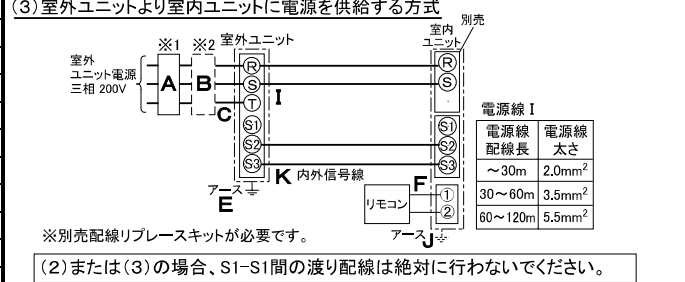 (3)室外ユニットより室内ユニットに電源を供給する方式
※1 ※2 室外ユニット
室内
ユニット
別売
室外
ユニット電源
三相 200V
A
B
C
R
S
T
S1
S2
S3
I
R
S
S1
S2
S3
K 内外信号線
アース
E
F
リモコン
①
②
アース J
電源線 I
電源線
配線長
電源線
太さ
～30m 2.0mm²
30～60m 3.5mm²
60～120m 5.5mm²
※別売配線リプレースキットが必要です。
(2)または(3)の場合、S1-S1間の渡り配線は絶対に行わないでください。